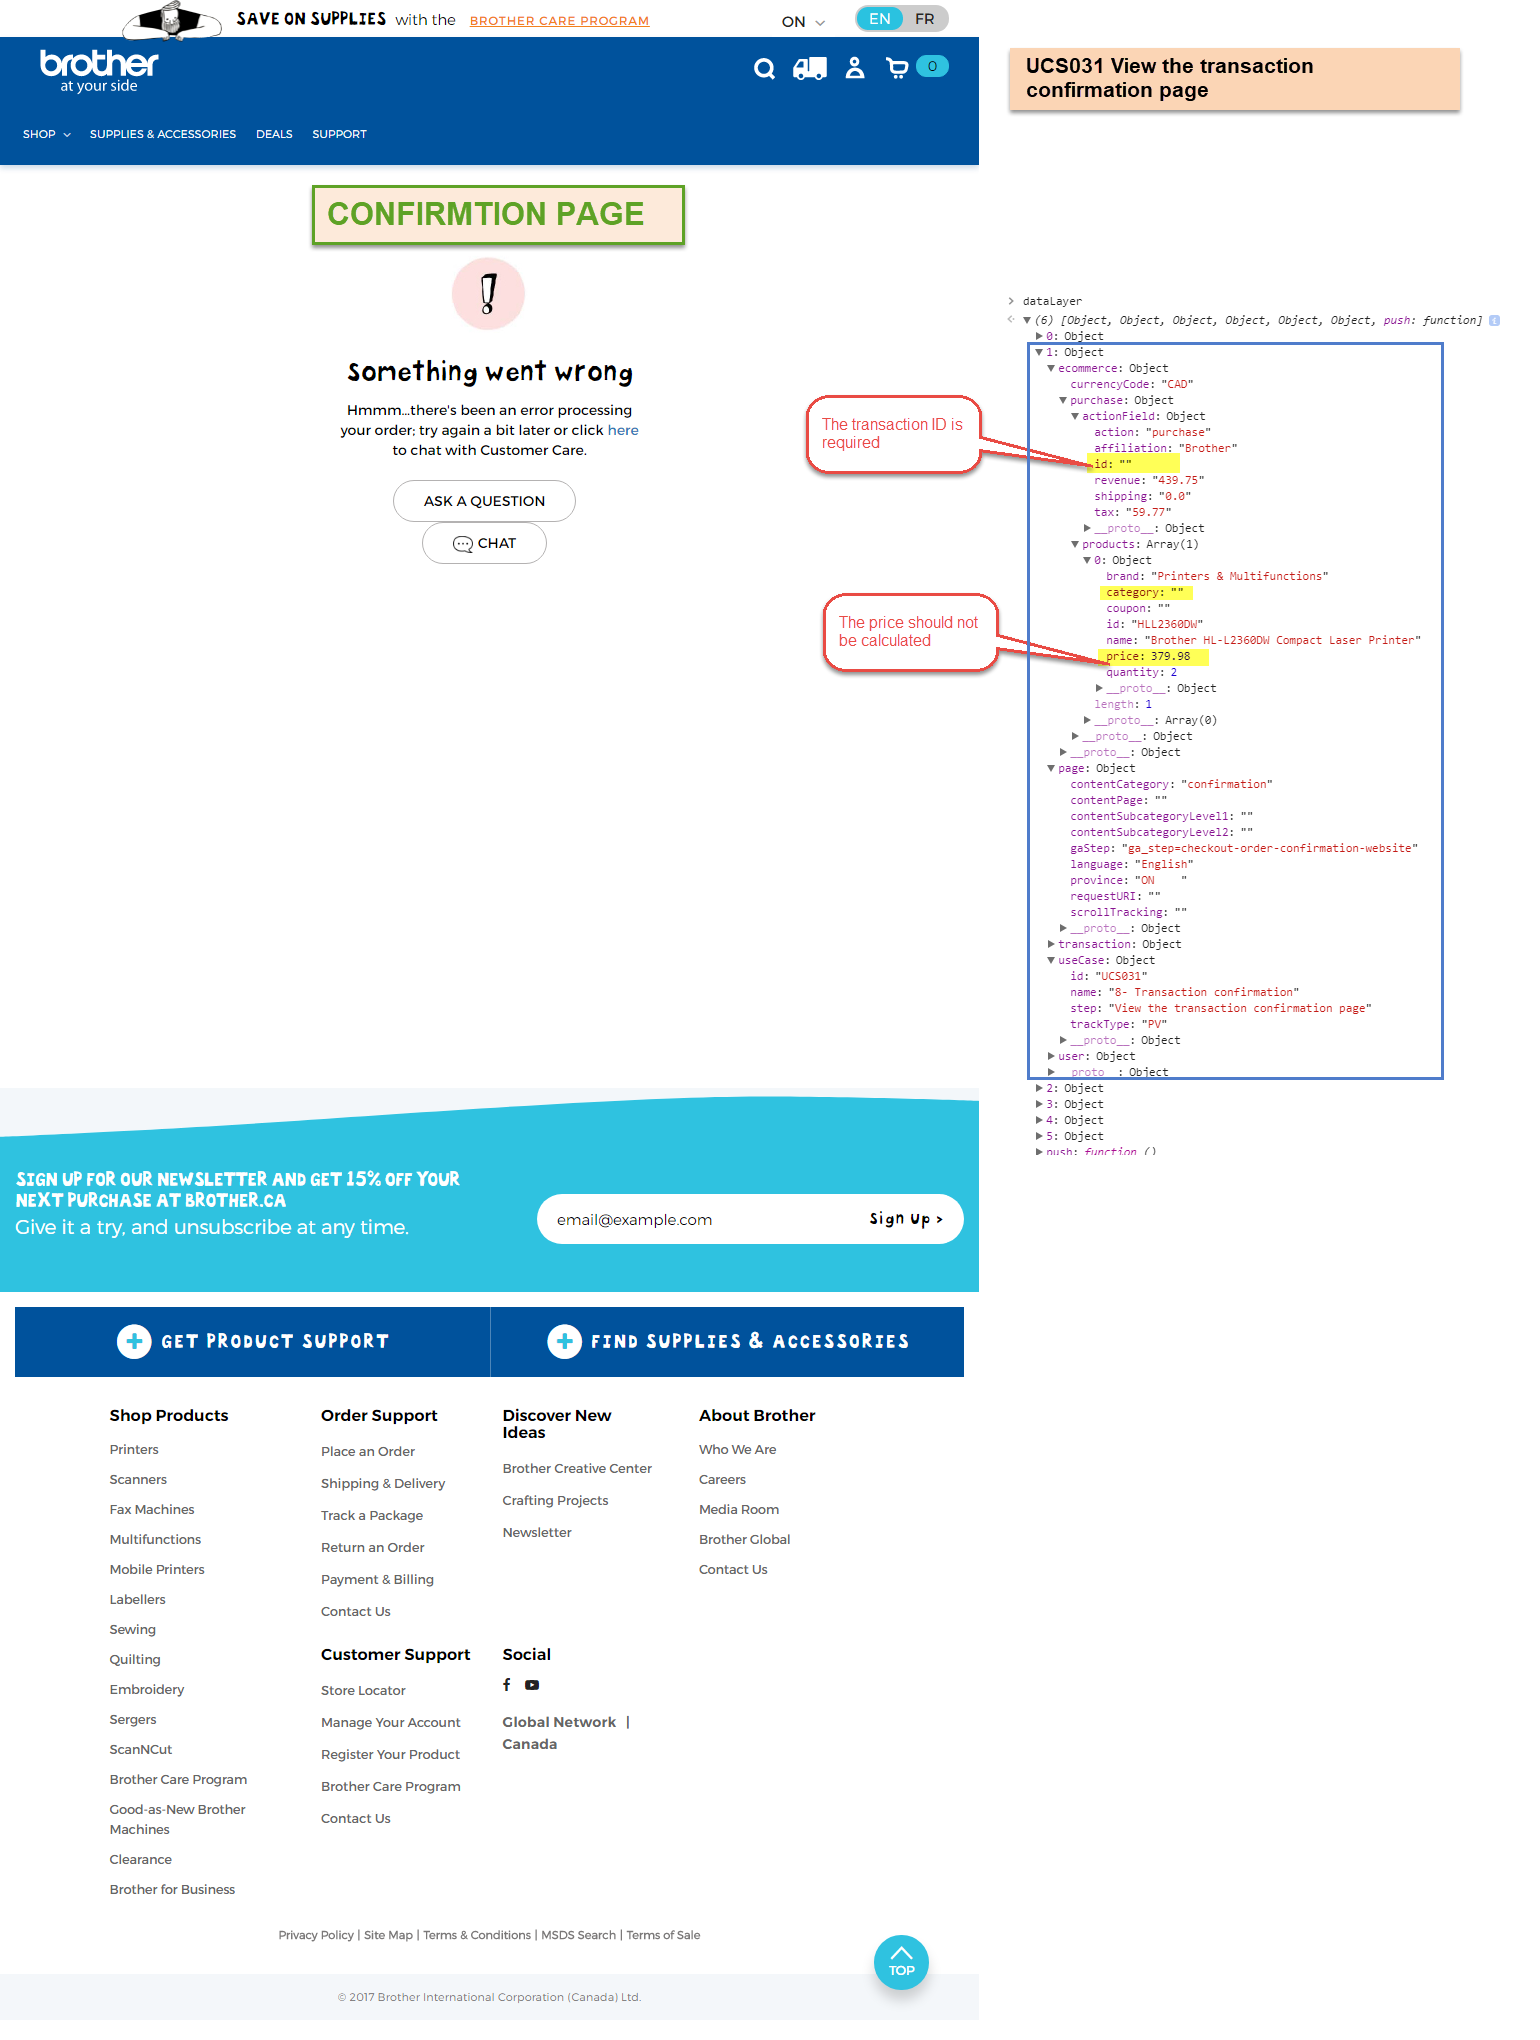 SAVE ON SUPPLIES with the BROTHER CARE PROGRAM
ON
EN FR
brother
at your side
0
SHOP SUPPLIES & ACCESSORIES DEALS SUPPORT
UCS031 View the transaction
confirmation page
CONFIRMTION PAGE
!
Something went wrong
Hmmm...there's been an error processing
your order; try again a bit later or click here
to chat with Customer Care.
ASK A QUESTION
CHAT
The transaction ID is
required
The price should not
be calculated
dataLayer
(6) [Object, Object, Object, Object, Object, Object, push: function]
0: Object
1: Object
ecommerce: Object
currencyCode: "CAD"
purchase: Object
actionField: Object
action: "purchase"
affiliation: "Brother"
id: ""
revenue: "439.75"
shipping: "0.0"
tax: "59.77"
__proto__: Object
products: Array(1)
0: Object
brand: "Printers & Multifunctions"
category: ""
coupon: ""
id: "HLL2360DW"
name: "Brother HL-L2360DW Compact Laser Printer"
price: 379.98
quantity: 2
__proto__: Object
length: 1
__proto__: Array(0)
__proto__: Object
__proto__: Object
page: Object
contentCategory: "confirmation"
contentPage: ""
contentSubcategoryLevel1: ""
contentSubcategoryLevel2: ""
gaStep: "ga_step=checkout-order-confirmation-website"
language: "English"
province: "ON    "
requestURI: ""
scrollTracking: ""
__proto__: Object
transaction: Object
useCase: Object
id: "UCS031"
name: "8- Transaction confirmation"
step: "View the transaction confirmation page"
trackType: "PV"
__proto__: Object
user: Object
__proto__: Object
2: Object
3: Object
4: Object
5: Object
push: function ()
SIGN UP FOR OUR NEWSLETTER AND GET 15% OFF YOUR
NEXT PURCHASE AT BROTHER.CA
Give it a try, and unsubscribe at any time.
email@example.com
Sign Up >
GET PRODUCT SUPPORT
FIND SUPPLIES & ACCESSORIES
Shop Products
Printers
Scanners
Fax Machines
Multifunctions
Mobile Printers
Labellers
Sewing
Quilting
Embroidery
Sergers
ScanNCut
Brother Care Program
Good-as-New Brother
Machines
Clearance
Brother for Business
Order Support
Place an Order
Shipping & Delivery
Track a Package
Return an Order
Payment & Billing
Contact Us
Customer Support
Store Locator
Manage Your Account
Register Your Product
Brother Care Program
Contact Us
Discover New
Ideas
Brother Creative Center
Crafting Projects
Newsletter
Social
Global Network |
Canada
About Brother
Who We Are
Careers
Media Room
Brother Global
Contact Us
Privacy Policy | Site Map | Terms & Conditions | MSDS Search | Terms of Sale
TOP
© 2017 Brother International Corporation (Canada) Ltd.